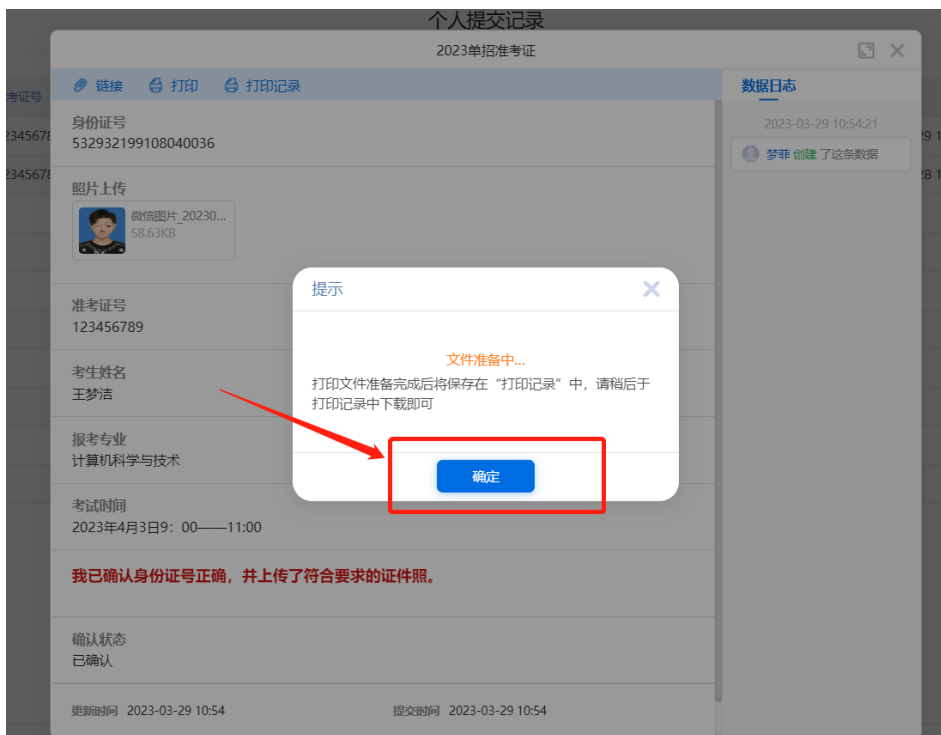 个人提交记录
2023单招准考证
链接 打印 打印记录
数据日志
考证号
身份证号
532932199108040036
2023-03-29 10:54:21
梦菲 创建 了这条数据
2345678
2345678
29 1
28 1
照片上传
微信图片_20230...
58.63KB
提示
准考证号
123456789
文件准备中...
打印文件准备完成后将保存在“打印记录”中，请稍后于
打印记录中下载即可
考生姓名
王梦洁
报考专业
计算机科学与技术
确定
考试时间
2023年4月3日9：00——11:00
我已确认身份证号正确，并上传了符合要求的证件照。
确认状态
已确认
更新时间 2023-03-29 10:54
提交时间 2023-03-29 10:54